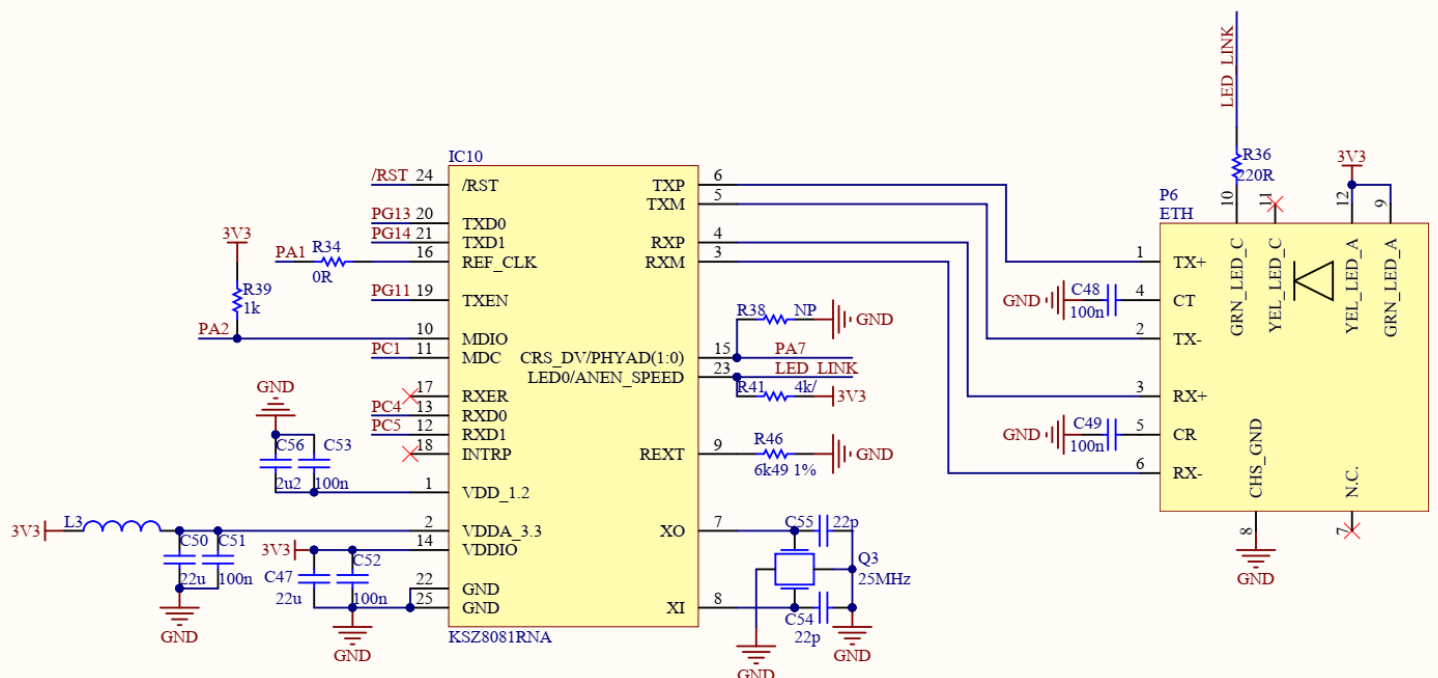 LED_LINK
R36
220R
3V3
P6
ETH
10
11
12
9
GRN_LED_C
YEL_LED_C
YEL_LED_A
GRN_LED_A
1
TX+
4
CT
2
TX-
3
RX+
5
CR
6
RX-
CHS_GND
N.C.
8
7
GND
GND
C48
100n
GND
C49
100n
IC10
/RST
24
/RST
PG13
20
TXD0
PG14
21
TXD1
PA1
R34
0R
16
REF_CLK
3V3
R39
1k
PG11
19
TXEN
PA2
10
MDIO
PC1
11
MDC
17
RXER
PC4
13
RXD0
PC5
12
RXD1
18
INTRP
GND
C56
2u2
C53
100n
1
VDD_1.2
3V3
L3
2
VDDA_3.3
C50
22u
C51
100n
GND
3V3
14
VDDIO
C47
22u
C52
100n
22
GND
25
GND
GND
KSZ8081RNA
TXP
6
TXM
5
RXP
4
RXM
3
R38
NP
GND
CRS_DV/PHYAD(1:0)
15
PA7
LED0/ANEN_SPEED
23
LED_LINK
R41
4k/
3V3
REXT
9
R46
6k49 1%
GND
XO
7
C55
22p
Q3
25MHz
XI
8
C54
22p
GND
GND